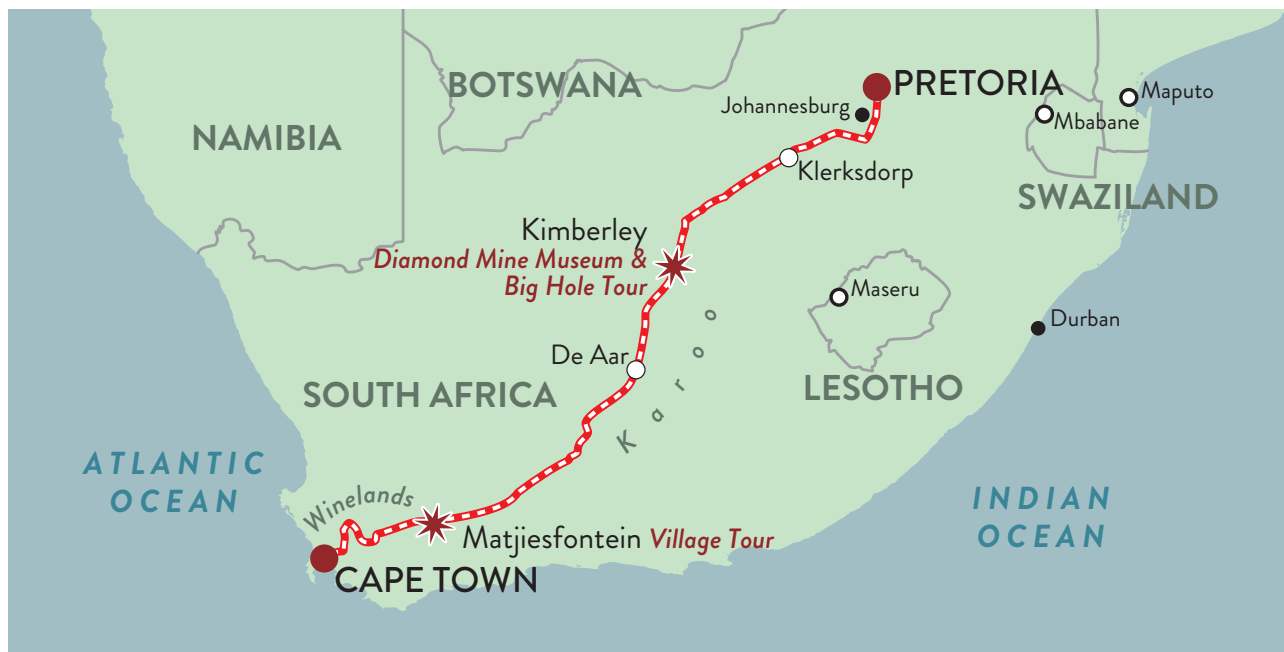 PRETORIA
BOTSWANA
Johannesburg
Maputo
Mbabane
NAMIBIA
Klerksdorp
SWAZILAND
Kimberley
Diamond Mine Museum &
Big Hole Tour
Maseru
Durban
De Aar
Karoo
LESOTHO
SOUTH AFRICA
ATLANTIC
OCEAN
Winelands
INDIAN
OCEAN
Matjiesfontein Village Tour
CAPE TOWN